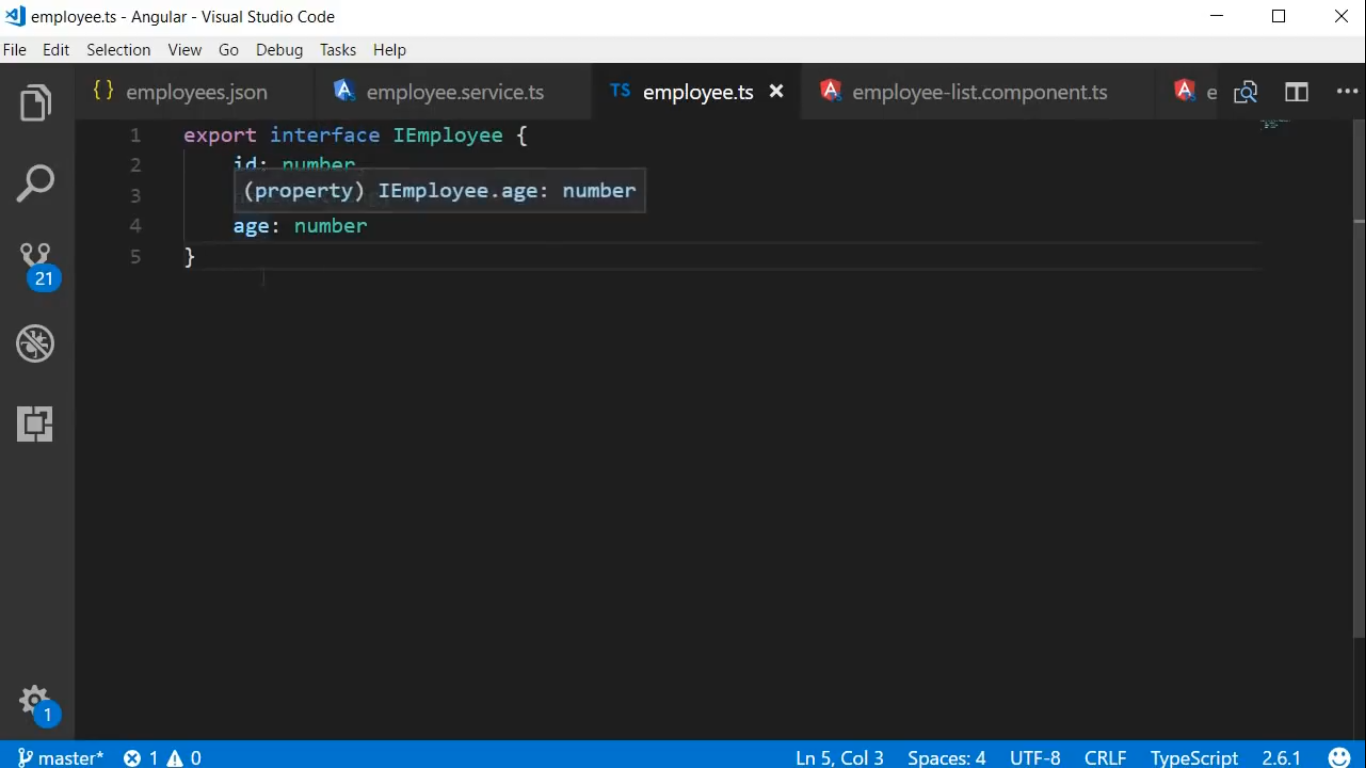 employee.ts - Angular - Visual Studio Code
File Edit Selection View Go Debug Tasks Help
{} employees.json employee.service.ts TS employee.ts × employee-list.component.ts e
1 export interface IEmployee {
2 id: number
3 (property) IEmployee.age: number
4 age: number
5 }
21
1
master* 1 0 Ln 5, Col 3 Spaces: 4 UTF-8 CRLF TypeScript 2.6.1